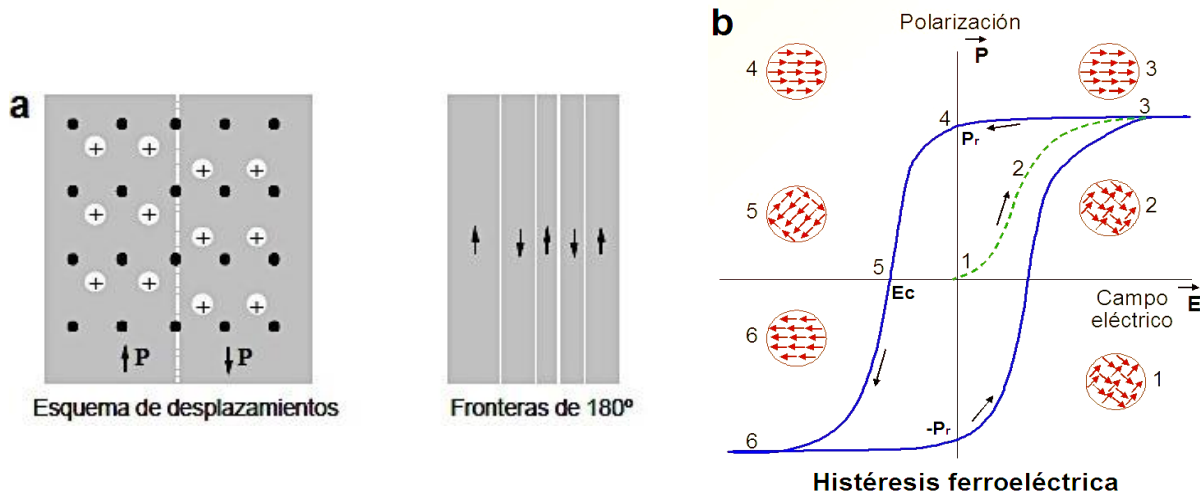 a
+ +
+ +
+ +
+ +
+ +
+ +
P P
Esquema de desplazamientos
Fronteras de 180º
b
Polarización
P
4
3
4
3
Pr
2
5
2
1
5
Ec
E
Campo
eléctrico
6
1
-Pr
6
Histéresis ferroeléctrica